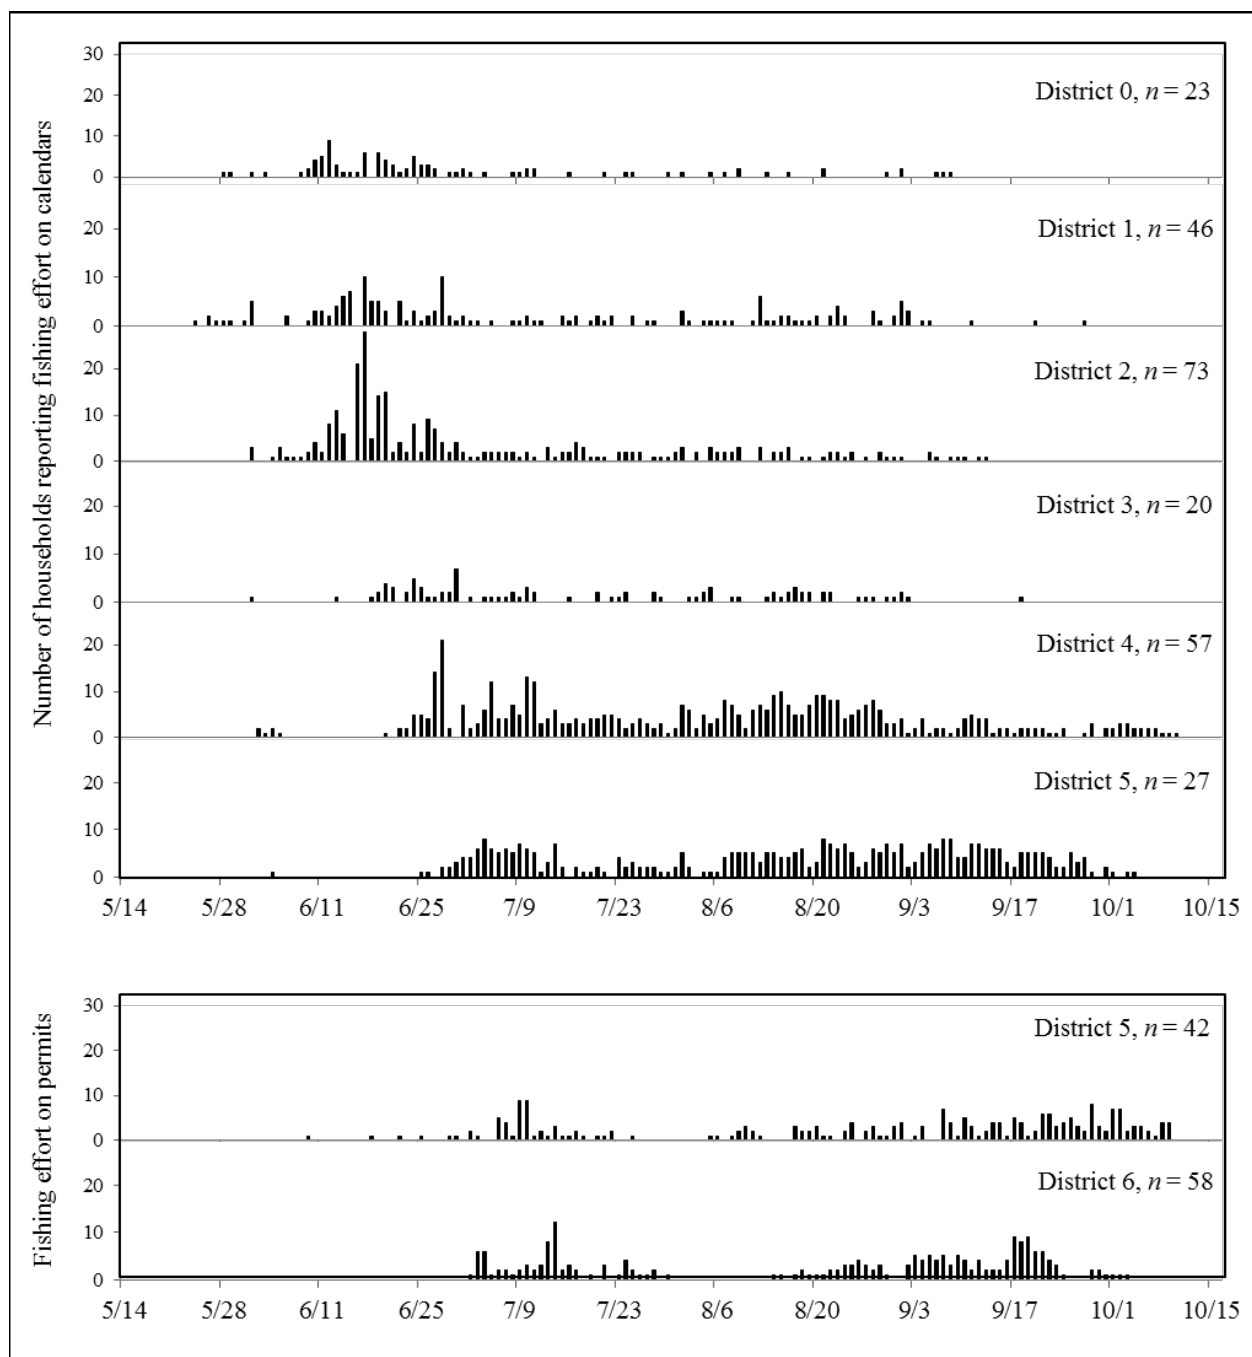 Number of households reporting fishing effort on calendars
30
20
10
0
District 0, n = 23
20
10
0
District 1, n = 46
20
10
0
District 2, n = 73
20
10
0
District 3, n = 20
20
10
0
District 4, n = 57
20
10
0
District 5, n = 27
5/14 5/28 6/11 6/25 7/9 7/23 8/6 8/20 9/3 9/17 10/1 10/15
Fishing effort on permits
30
20
10
0
District 5, n = 42
20
10
0
District 6, n = 58
5/14 5/28 6/11 6/25 7/9 7/23 8/6 8/20 9/3 9/17 10/1 10/15